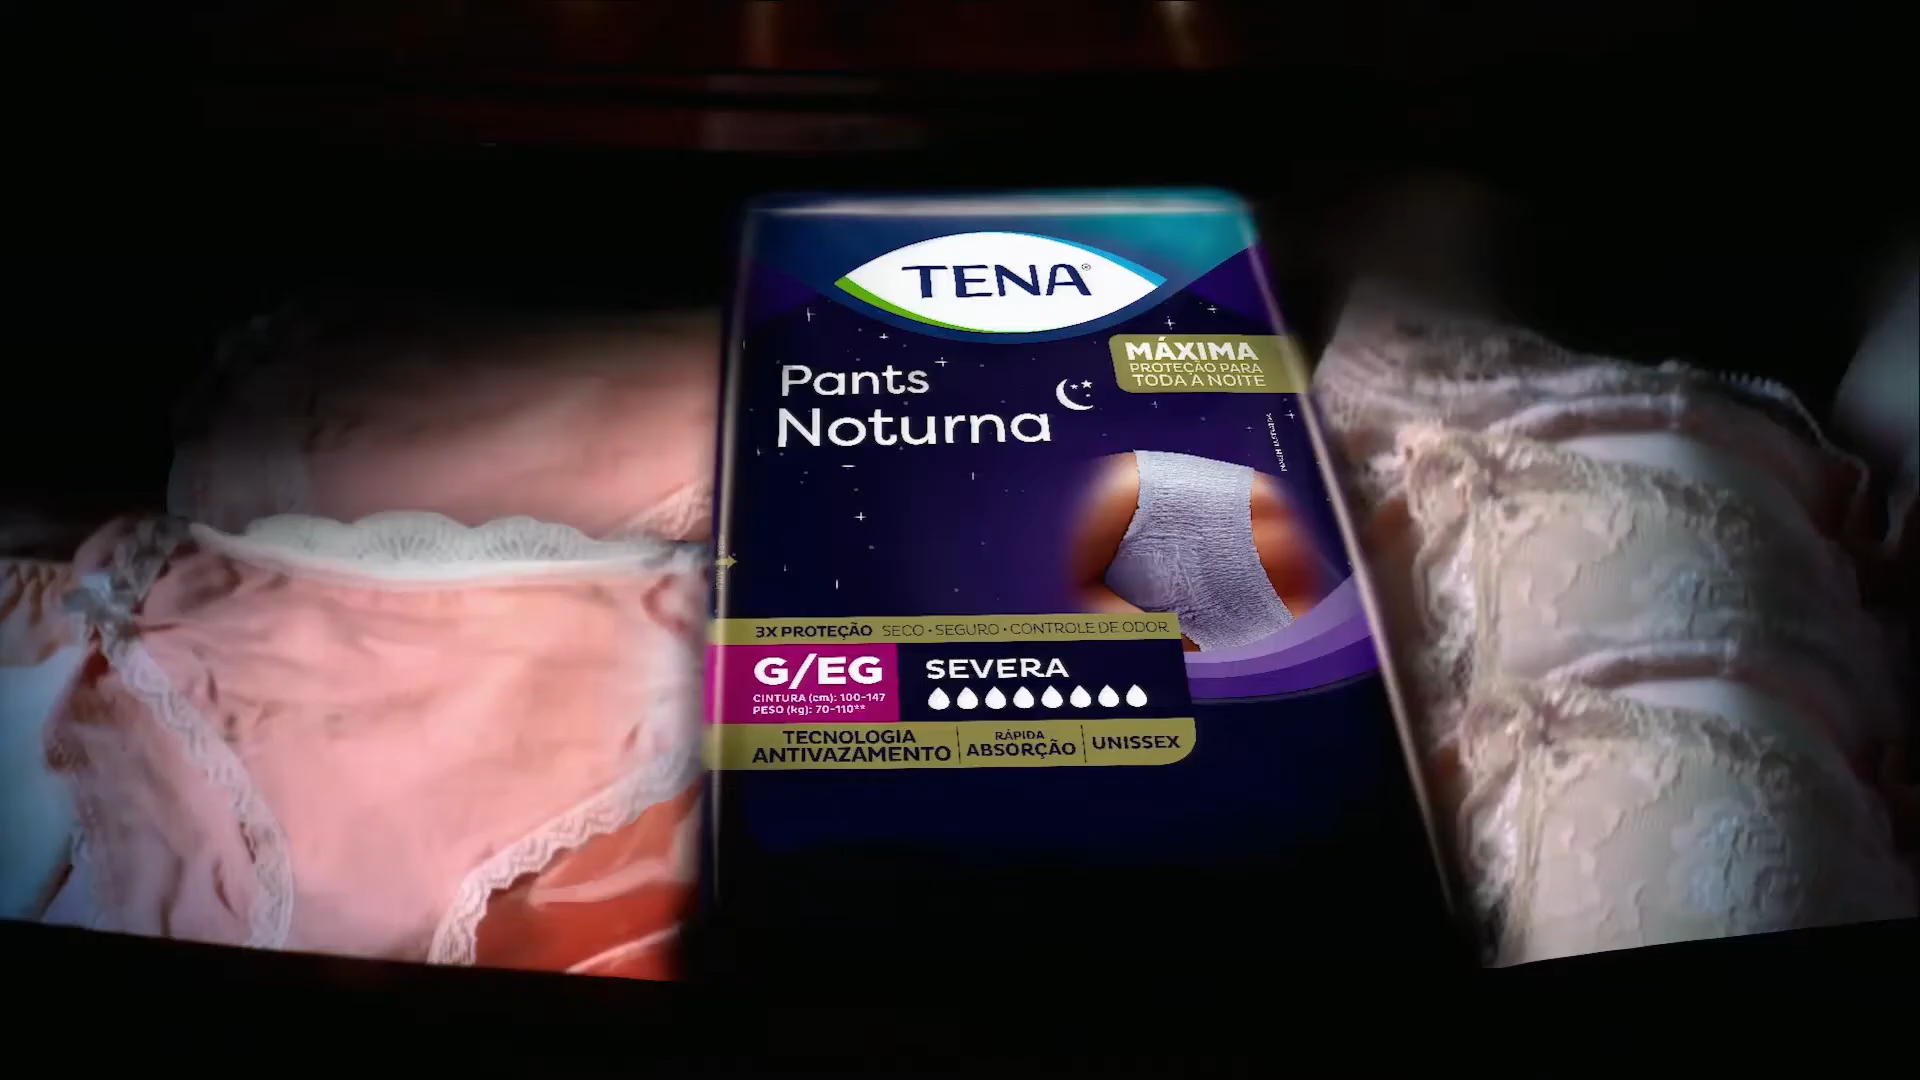 TENA®
MÁXIMA
PROTEÇÃO PARA
TODA A NOITE
Pants
Noturna
3X PROTEÇÃO SECO • SEGURO • CONTROLE DE ODOR
G/EG
CINTURA (cm): 100-147
PESO (kg): 70-110**
SEVERA
TECNOLOGIA
ANTIVAZAMENTO
RÁPIDA
ABSORÇÃO
UNISSEX